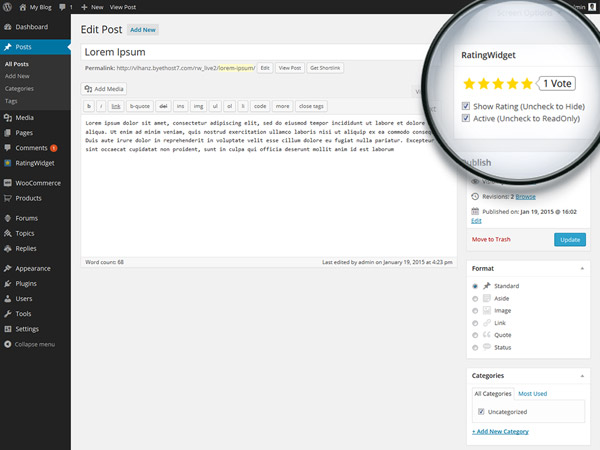 My Blog 1 New View Post
Screen Options
Dashboard
Posts
All Posts
Add New
Categories
Tags
Media
Pages
Comments 1
RatingWidget
WooCommerce
Products
Forums
Topics
Replies
Appearance
Plugins
Users
Tools
Settings
Collapse menu
Edit Post Add New
Lorem Ipsum
Permalink: http://vlhanz.byethost7.com/rw_live2/lorem-ipsum/ Edit View Post Get Shortlink
Add Media
b i link b-quote del ins img ul ol li code more close tags
Lorem ipsum dolor sit amet, consectetur adipiscing elit, sed do eiusmod tempor incididunt ut labore et dolore
aliqua. Ut enim ad minim veniam, quis nostrud exercitation ullamco laboris nisi ut aliquip ex ea commodo conseq
Duis aute irure dolor in reprehenderit in voluptate velit esse cillum dolore eu fugiat nulla pariatur. Excepteur
sint occaecat cupidatat non proident, sunt in culpa qui officia deserunt mollit anim id est laborum
Word count: 68 Last edited by admin on January 19, 2015 at 4:23 pm
RatingWidget
1 Vote
Show Rating (Uncheck to Hide)
Active (Uncheck to ReadOnly)
Publish
Revisions: 2 Browse
Published on: Jan 19, 2015 @ 16:02
Edit
Move to Trash Update
Format
Standard
Aside
Image
Link
Quote
Status
Categories
All Categories Most Used
Uncategorized
+ Add New Category